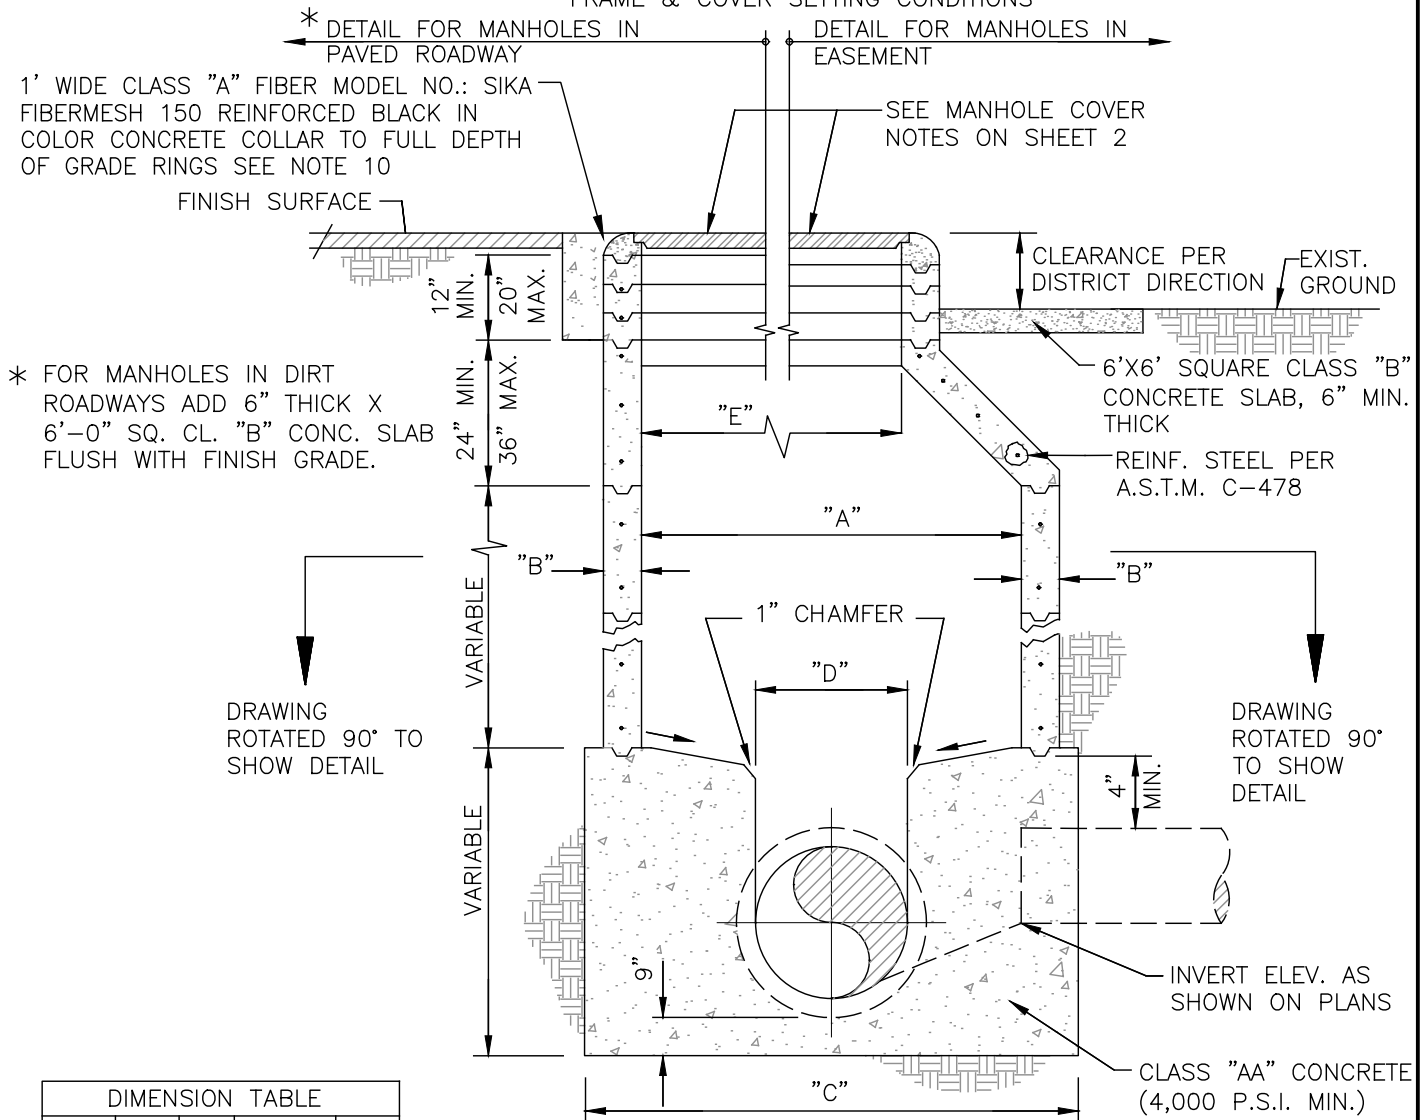 FRAME & COVER SETTING CONDITIONS
* DETAIL FOR MANHOLES IN
PAVED ROADWAY
DETAIL FOR MANHOLES IN
EASEMENT
1' WIDE CLASS "A" FIBER MODEL NO.: SIKA
FIBERMESH 150 REINFORCED BLACK IN
COLOR CONCRETE COLLAR TO FULL DEPTH
OF GRADE RINGS SEE NOTE 10
SEE MANHOLE COVER
NOTES ON SHEET 2
FINISH SURFACE
CLEARANCE PER
DISTRICT DIRECTION
EXIST.
GROUND
12"
MIN.
20"
MAX.
* FOR MANHOLES IN DIRT
ROADWAYS ADD 6" THICK X
6'-0" SQ. CL. "B" CONC. SLAB
FLUSH WITH FINISH GRADE.
24" MIN.
36" MAX.
"E"
6'X6' SQUARE CLASS "B"
CONCRETE SLAB, 6" MIN.
THICK
REINF. STEEL PER
A.S.T.M. C-478
"A"
"B"
"B"
VARIABLE
1" CHAMFER
"D"
DRAWING
ROTATED 90° TO
SHOW DETAIL
DRAWING
ROTATED 90°
TO SHOW
DETAIL
4"
MIN.
VARIABLE
9"
INVERT ELEV. AS
SHOWN ON PLANS
CLASS "AA" CONCRETE
(4,000 P.S.I. MIN.)
"C"
DIMENSION TABLE